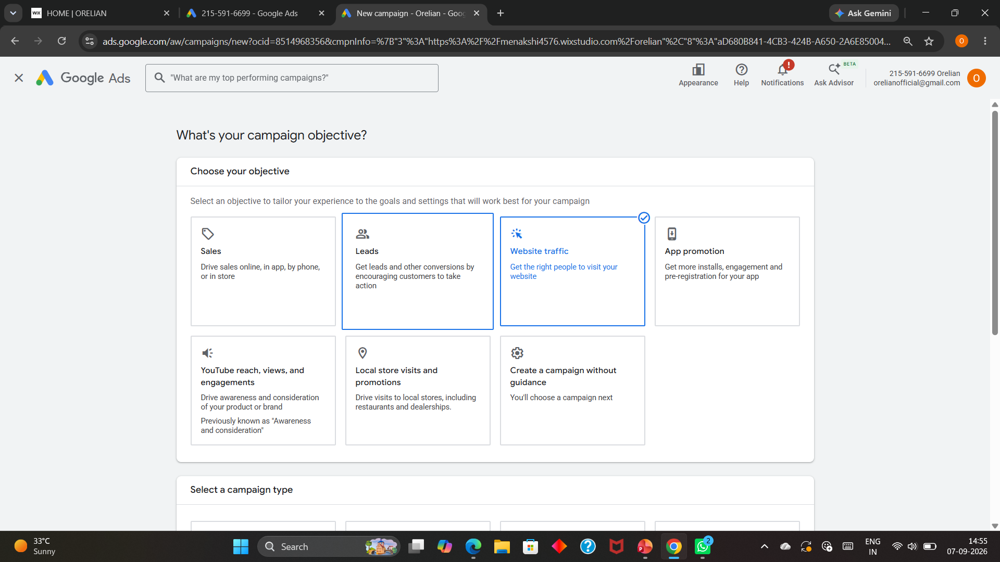 HOME | ORELIAN
215-591-6699 - Google Ads
New campaign - Orelian - Goog
Ask Gemini
ads.google.com/aw/campaigns/new?ocid=8514968356&cmpnInfo=%7B"3"%3A"https%3A%2F%2Fmenakshi4576.wixstudio.com%2Forelian"%2C"8"%3A"aD680B841-4CB3-424B-A650-2A6E85004...
O
Google Ads
"What are my top performing campaigns?"
Appearance
Help
!
Notifications
BETA
Ask Advisor
215-591-6699 Orelian
orelianofficial@gmail.com
O
What's your campaign objective?
Choose your objective
Select an objective to tailor your experience to the goals and settings that will work best for your campaign
Sales
Drive sales online, in app, by phone,
or in store
Leads
Get leads and other conversions by
encouraging customers to take
action
Website traffic
Get the right people to visit your
website
App promotion
Get more installs, engagement and
pre-registration for your app
YouTube reach, views, and
engagements
Drive awareness and consideration
of your product or brand
Previously known as "Awareness
and consideration"
Local store visits and
promotions
Drive visits to local stores, including
restaurants and dealerships.
Create a campaign without
guidance
You'll choose a campaign next
Select a campaign type
33°C
Sunny
Search
2
ENG
IN
14:55
07-09-2026